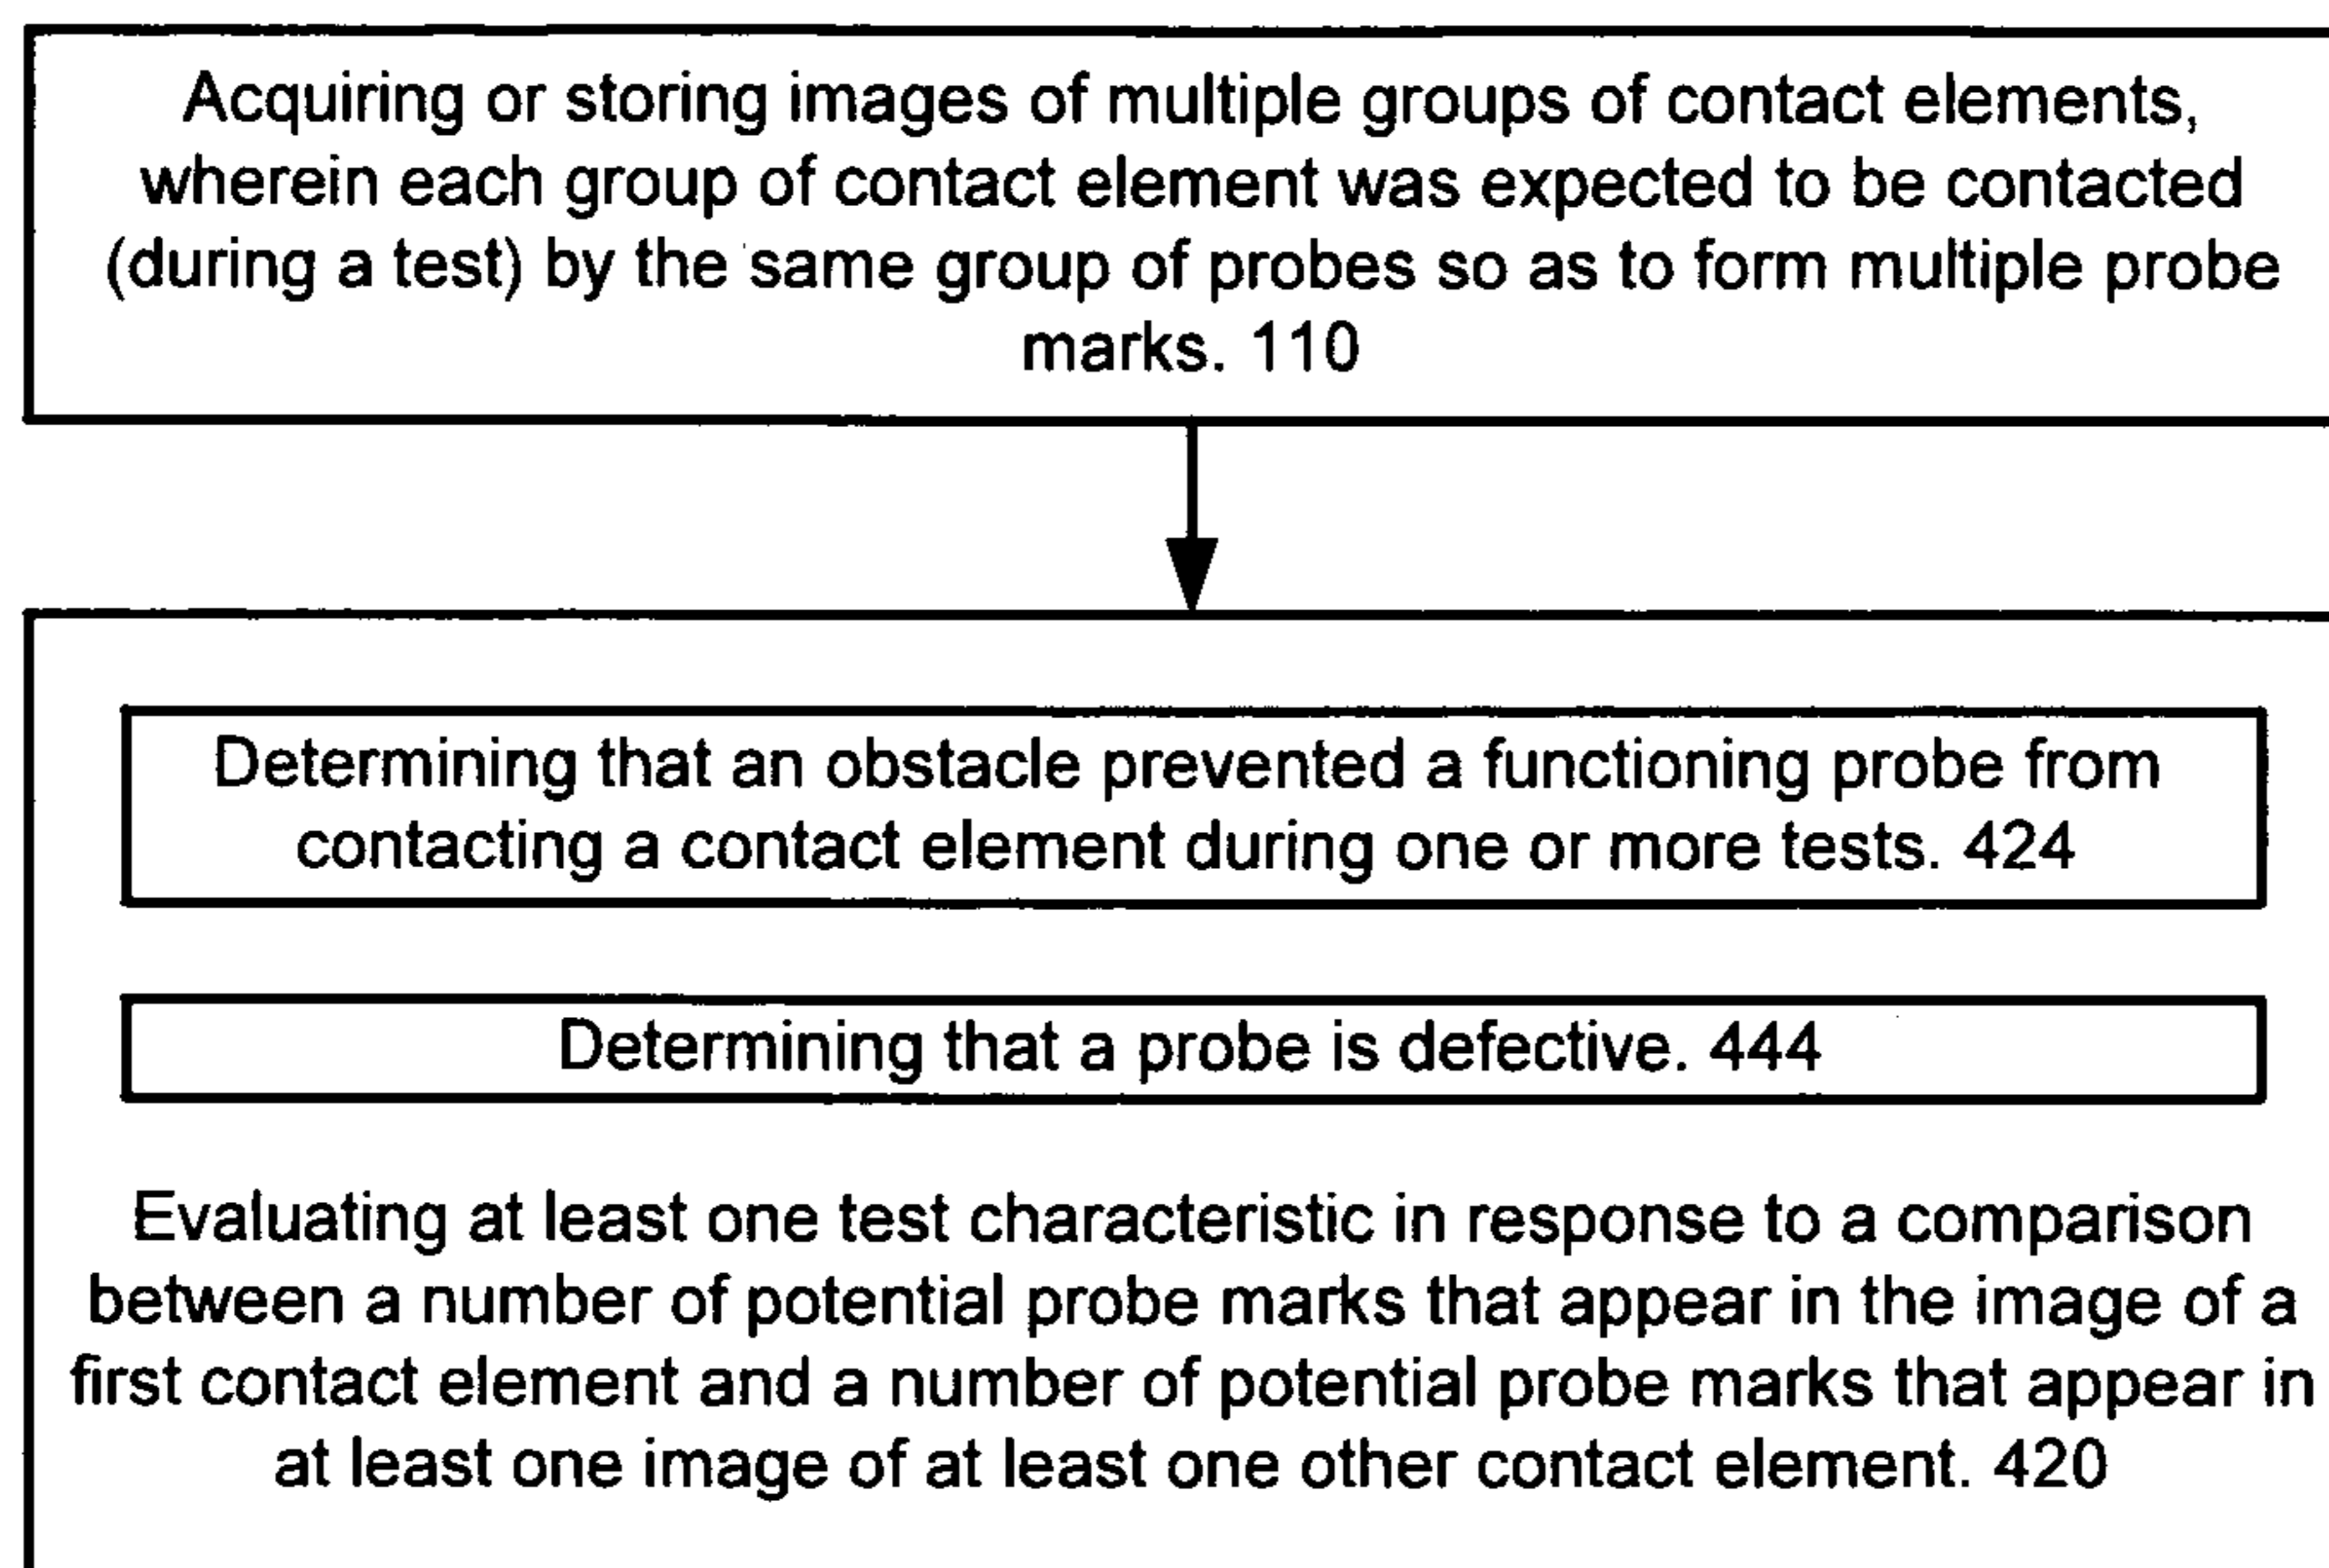 Acquiring or storing images of multiple groups of contact elements,
wherein each group of contact element was expected to be contacted
(during a test) by the same group of probes so as to form multiple probe
marks. 110
Determining that an obstacle prevented a functioning probe from
contacting a contact element during one or more tests. 424
Determining that a probe is defective. 444
Evaluating at least one test characteristic in response to a comparison
between a number of potential probe marks that appear in the image of a
first contact element and a number of potential probe marks that appear in
at least one image of at least one other contact element. 420